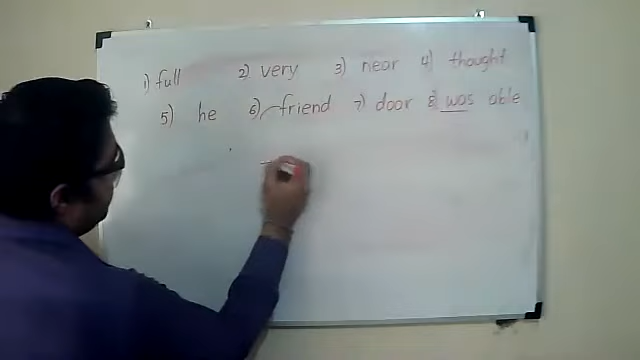 1) full 2) very 3) near 4) thought
5) he 6) friend 7) door 8) was able